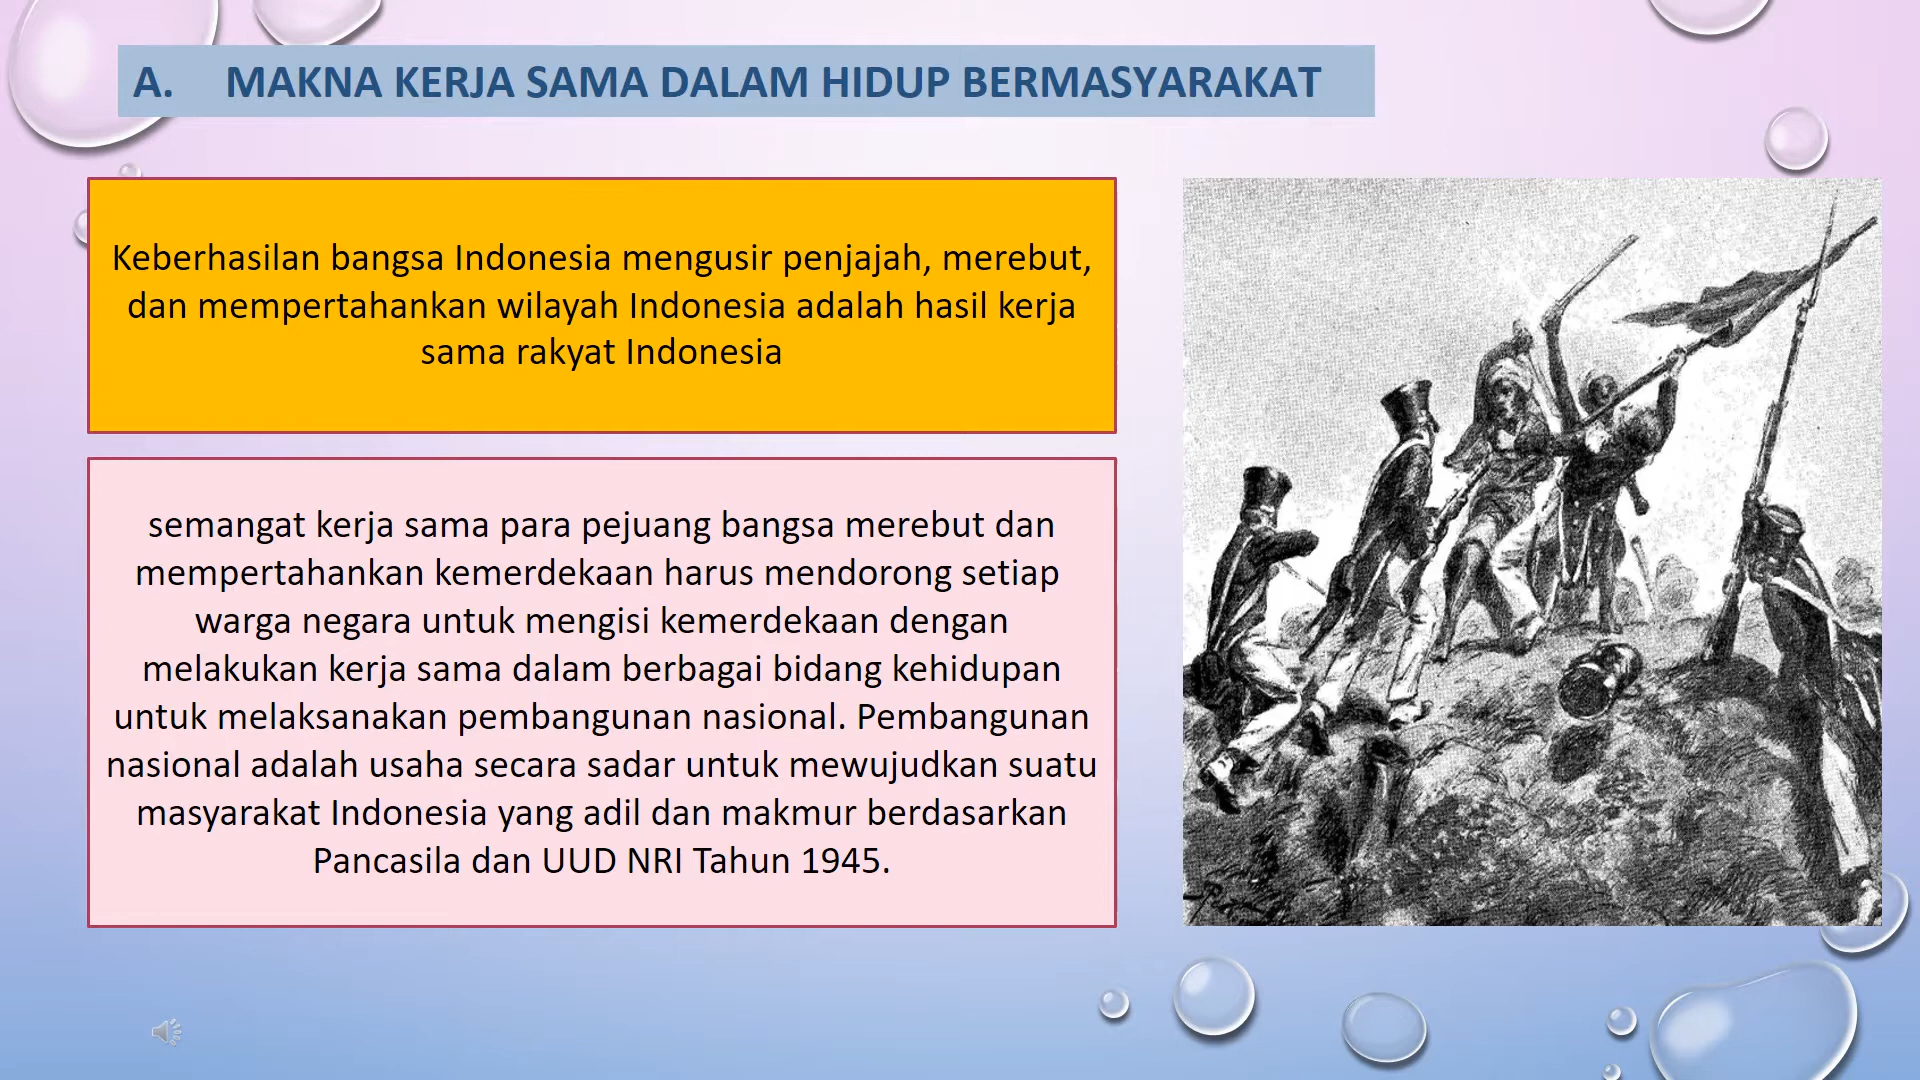 A. MAKNA KERJA SAMA DALAM HIDUP BERMASYARAKAT
Keberhasilan bangsa Indonesia mengusir penjajah, merebut,
dan mempertahankan wilayah Indonesia adalah hasil kerja
sama rakyat Indonesia
semangat kerja sama para pejuang bangsa merebut dan
mempertahankan kemerdekaan harus mendorong setiap
warga negara untuk mengisi kemerdekaan dengan
melakukan kerja sama dalam berbagai bidang kehidupan
untuk melaksanakan pembangunan nasional. Pembangunan
nasional adalah usaha secara sadar untuk mewujudkan suatu
masyarakat Indonesia yang adil dan makmur berdasarkan
Pancasila dan UUD NRI Tahun 1945.